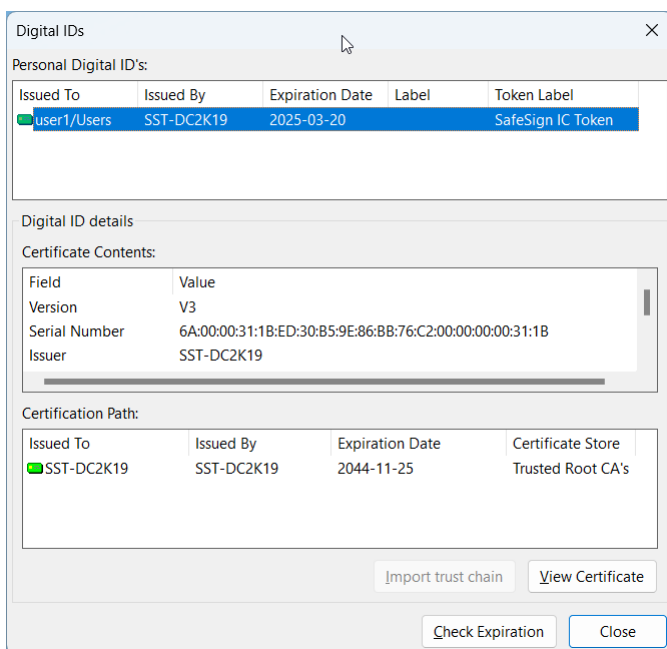 Digital IDs
Personal Digital ID's:
Issued To Issued By Expiration Date Label Token Label
user1/Users SST-DC2K19 2025-03-20 SafeSign IC Token
Digital ID details
Certificate Contents:
Field Value
Version V3
Serial Number 6A:00:00:31:1B:ED:30:B5:9E:86:BB:76:C2:00:00:00:00:31:1B
Issuer SST-DC2K19
Certification Path:
Issued To Issued By Expiration Date Certificate Store
SST-DC2K19 SST-DC2K19 2044-11-25 Trusted Root CA's
Import trust chain View Certificate
Check Expiration Close